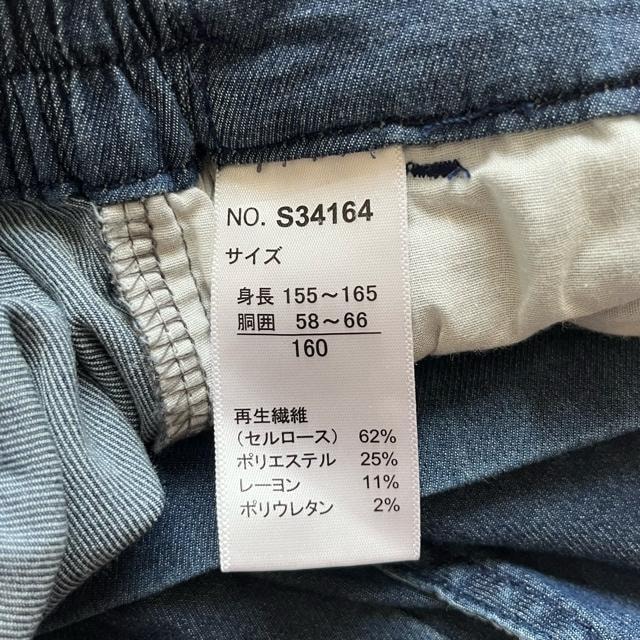 NO. S34164
サイズ
身長 155～165
胴囲 58～66
160
再生繊維
(セルロース) 62%
ポリエステル 25%
レーヨン 11%
ポリウレタン 2%